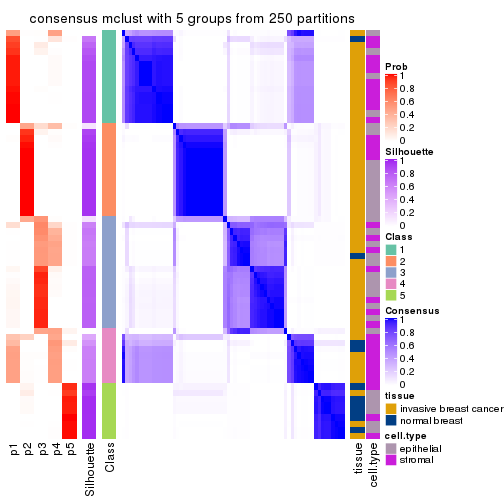 consensus mclust with 5 groups from 250 partitions
Prob
1
0.8
0.6
0.4
0.2
0
Silhouette
1
0.8
0.6
0.4
0.2
0
Class
1
2
3
4
5
Consensus
1
0.8
0.6
0.4
0.2
0
tissue
invasive breast cancer
normal breast
cell.type
epithelial
stromal
p1
p2
p3
p4
p5
Silhouette
Class
tissue
cell.type